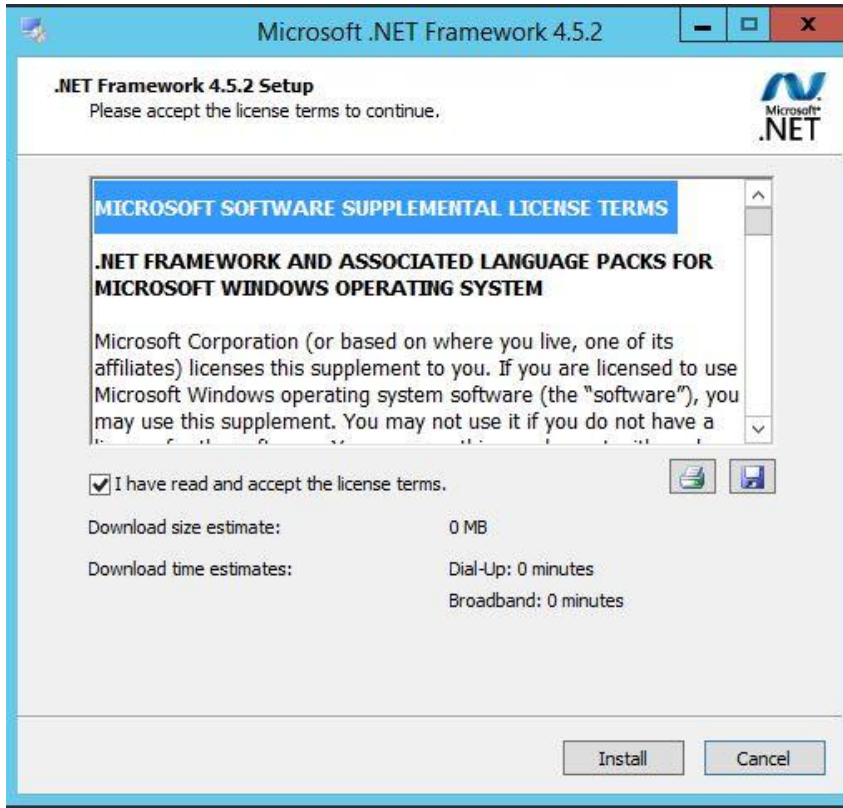 Microsoft .NET Framework 4.5.2
.NET Framework 4.5.2 Setup
Please accept the license terms to continue.
Microsoft
.NET
MICROSOFT SOFTWARE SUPPLEMENTAL LICENSE TERMS
.NET FRAMEWORK AND ASSOCIATED LANGUAGE PACKS FOR
MICROSOFT WINDOWS OPERATING SYSTEM
Microsoft Corporation (or based on where you live, one of its
affiliates) licenses this supplement to you. If you are licensed to use
Microsoft Windows operating system software (the “software”), you
may use this supplement. You may not use it if you do not have a
I have read and accept the license terms.
Download size estimate: 0 MB
Download time estimates: Dial-Up: 0 minutes
Broadband: 0 minutes
Install Cancel